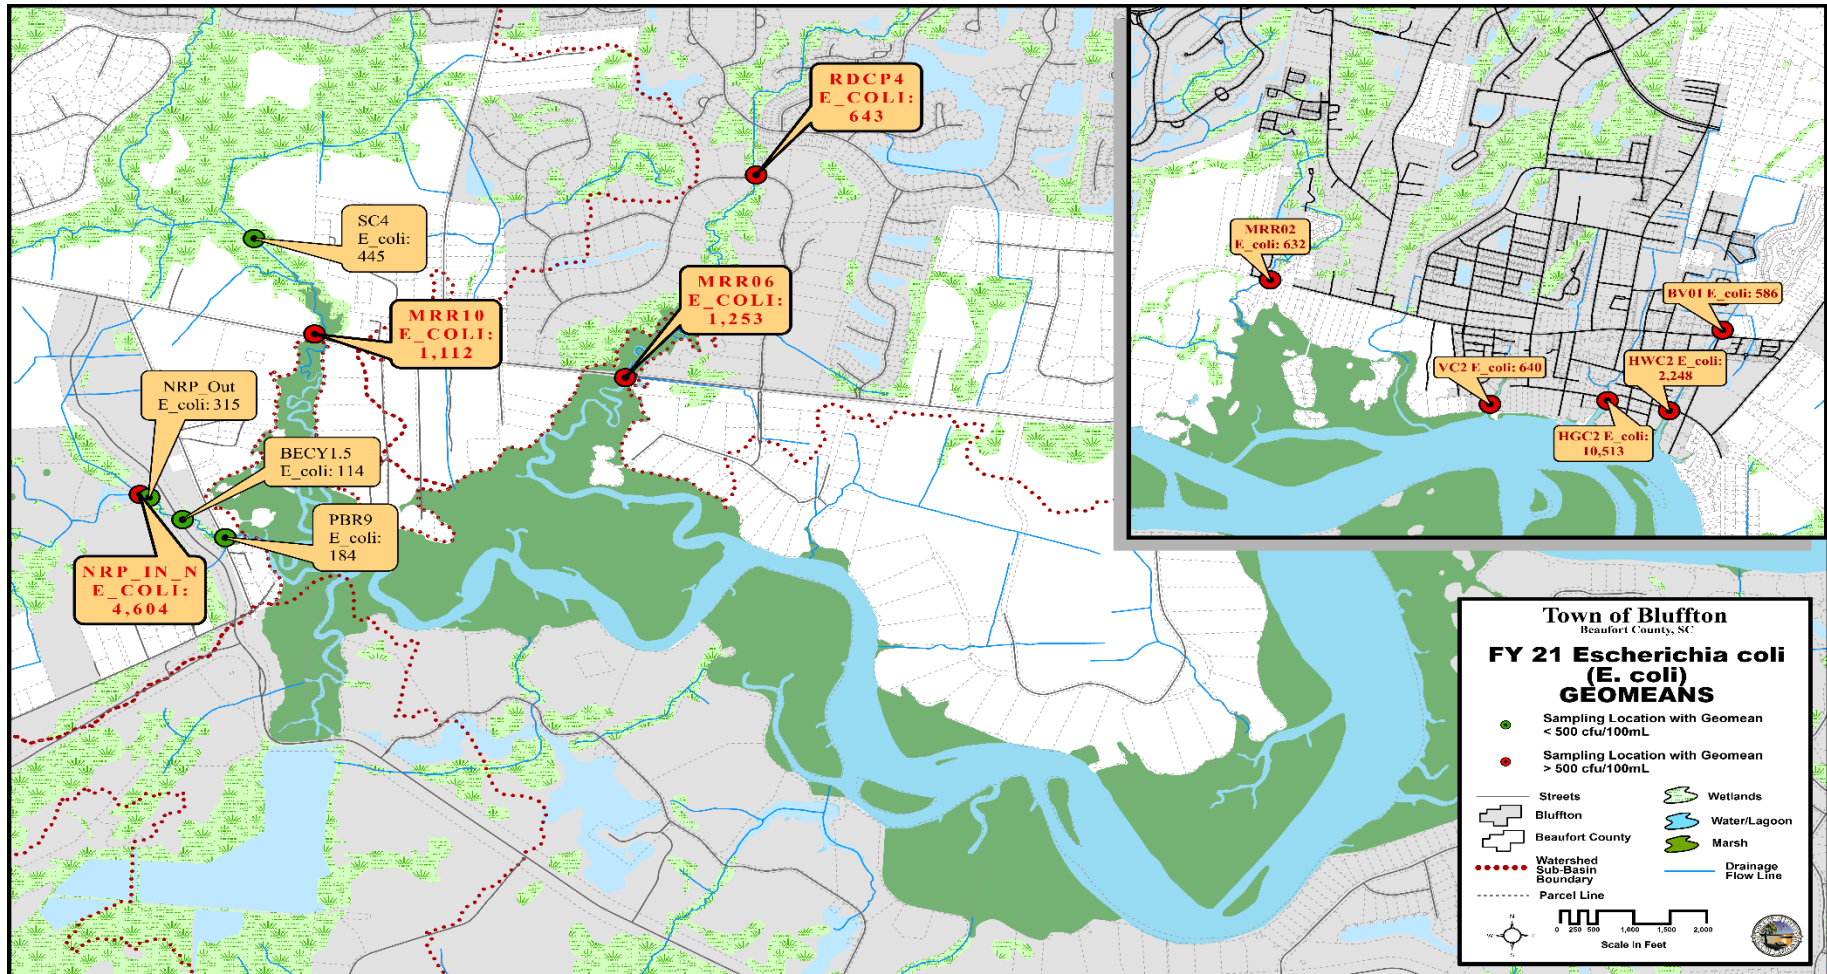 RDCP4
E_COLI:
643
SC4
E_coli:
445
MRR06
E_COLI:
1,253
MRR10
E_COLI:
1,112
NRP_Out
E_coli: 315
BECY1.5
E_coli: 114
PBR9
E_coli:
184
NRP_IN_N
E_COLI:
4,604
MRR02
E_coli: 632
BV01 E_coli: 586
VC2 E_coli: 640
HWC2 E_coli:
2,248
HGC2 E_coli:
10,513
Town of Bluffton
Beaufort County, SC
FY 21 Escherichia coli
(E. coli)
GEOMEANS
Sampling Location with Geomean
< 500 cfu/100mL
Sampling Location with Geomean
> 500 cfu/100mL
Streets
Bluffton
Beaufort County
Watershed
Sub-Basin
Boundary
Parcel Line
Wetlands
Water/Lagoon
Marsh
Drainage
Flow Line
N
W
S
0 250 500 1,000 1,500 2,000
Scale In Feet